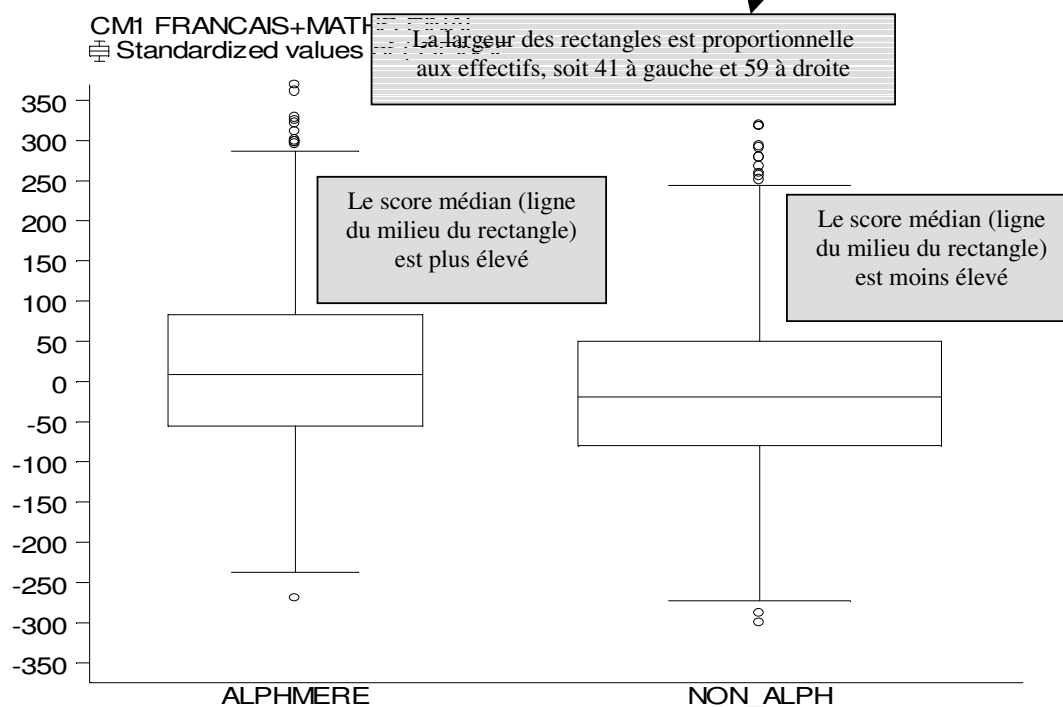 CM1 FRANCAIS+MATH
Standardized values
La largeur des rectangles est proportionnelle
aux effectifs, soit 41 à gauche et 59 à droite
Le score médian (ligne
du milieu du rectangle)
est plus élevé
Le score médian (ligne
du milieu du rectangle)
est moins élevé
350
300
250
200
150
100
50
0
-50
-100
-150
-200
-250
-300
-350
ALPHMERE
NON_ALPH